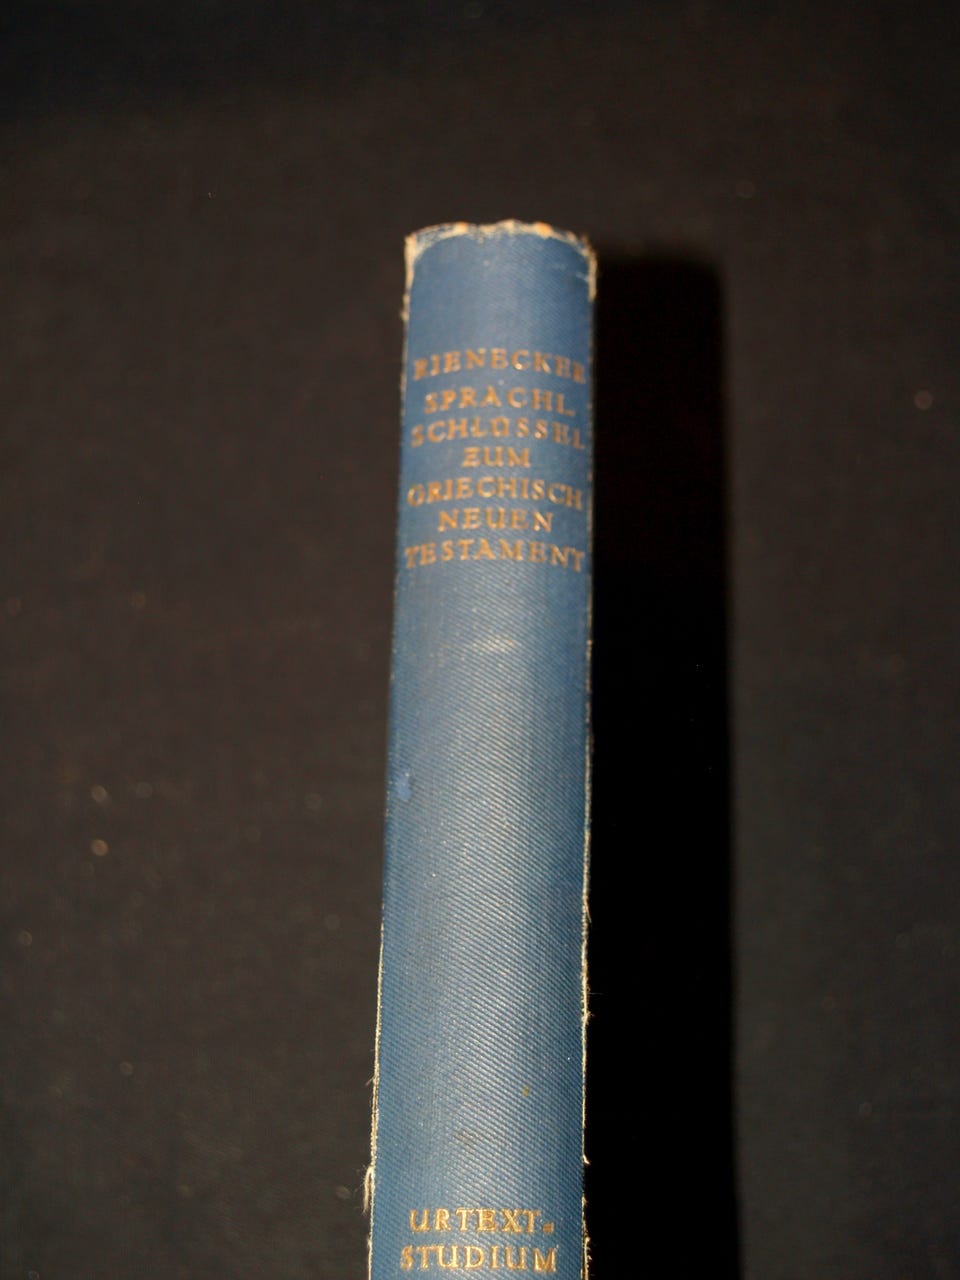 RIENECKER
SPRACHL.
SCHLÜSSEL
ZUM
GRIECHISCH
NEUEN
TESTAMENT
URTEXT-
STUDIUM